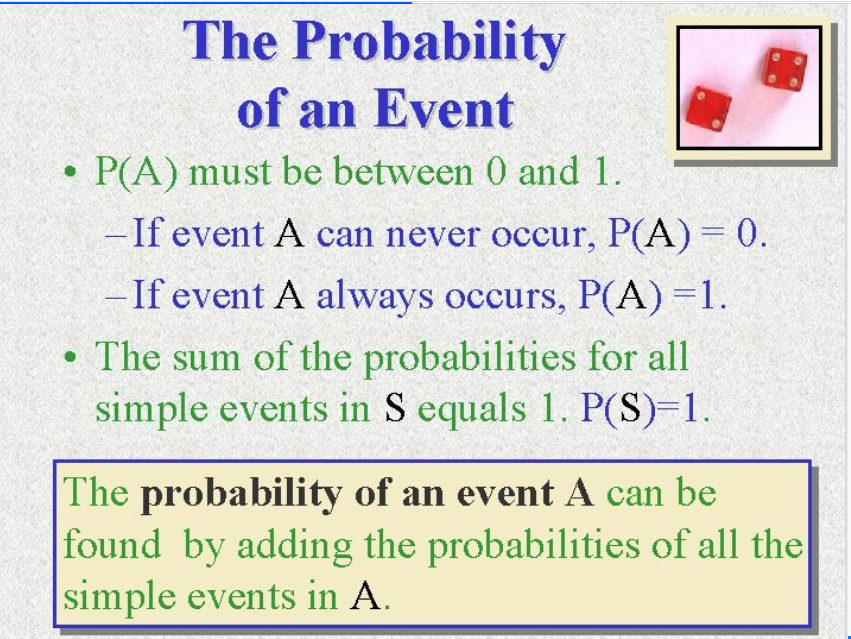 The Probability
of an Event
• P(A) must be between 0 and 1.
–If event A can never occur, P(A) = 0.
–If event A always occurs, P(A) =1.
• The sum of the probabilities for all
simple events in S equals 1. P(S)=1.
The probability of an event A can be
found by adding the probabilities of all the
simple events in A.